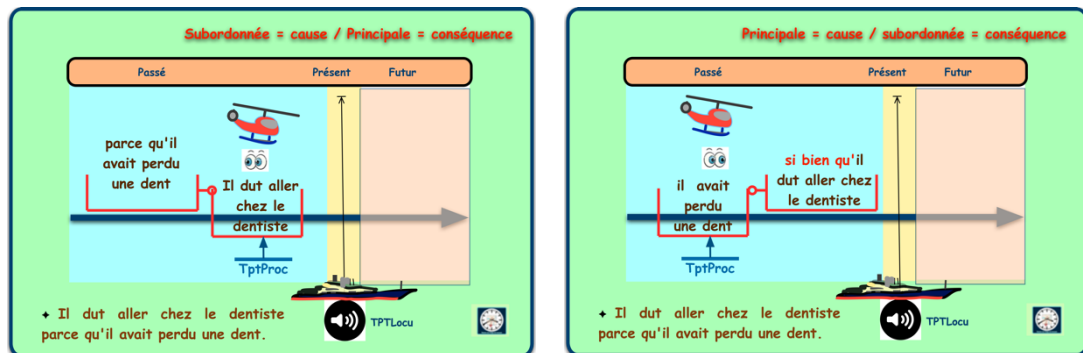 Subordonnée = cause / Principale = conséquence
Passé Présent Futur
parce qu'il
avait perdu
une dent
Il dut aller
chez le
dentiste
TptProc
✦ Il dut aller chez le dentiste
parce qu'il avait perdu une dent.
TPTLocu
Principale = cause / subordonnée = conséquence
Passé Présent Futur
il avait
perdu
une dent
si bien qu'il
dut aller chez
le dentiste
TptProc
✦ Il dut aller chez le dentiste
parce qu'il avait perdu une dent.
TPTLocu